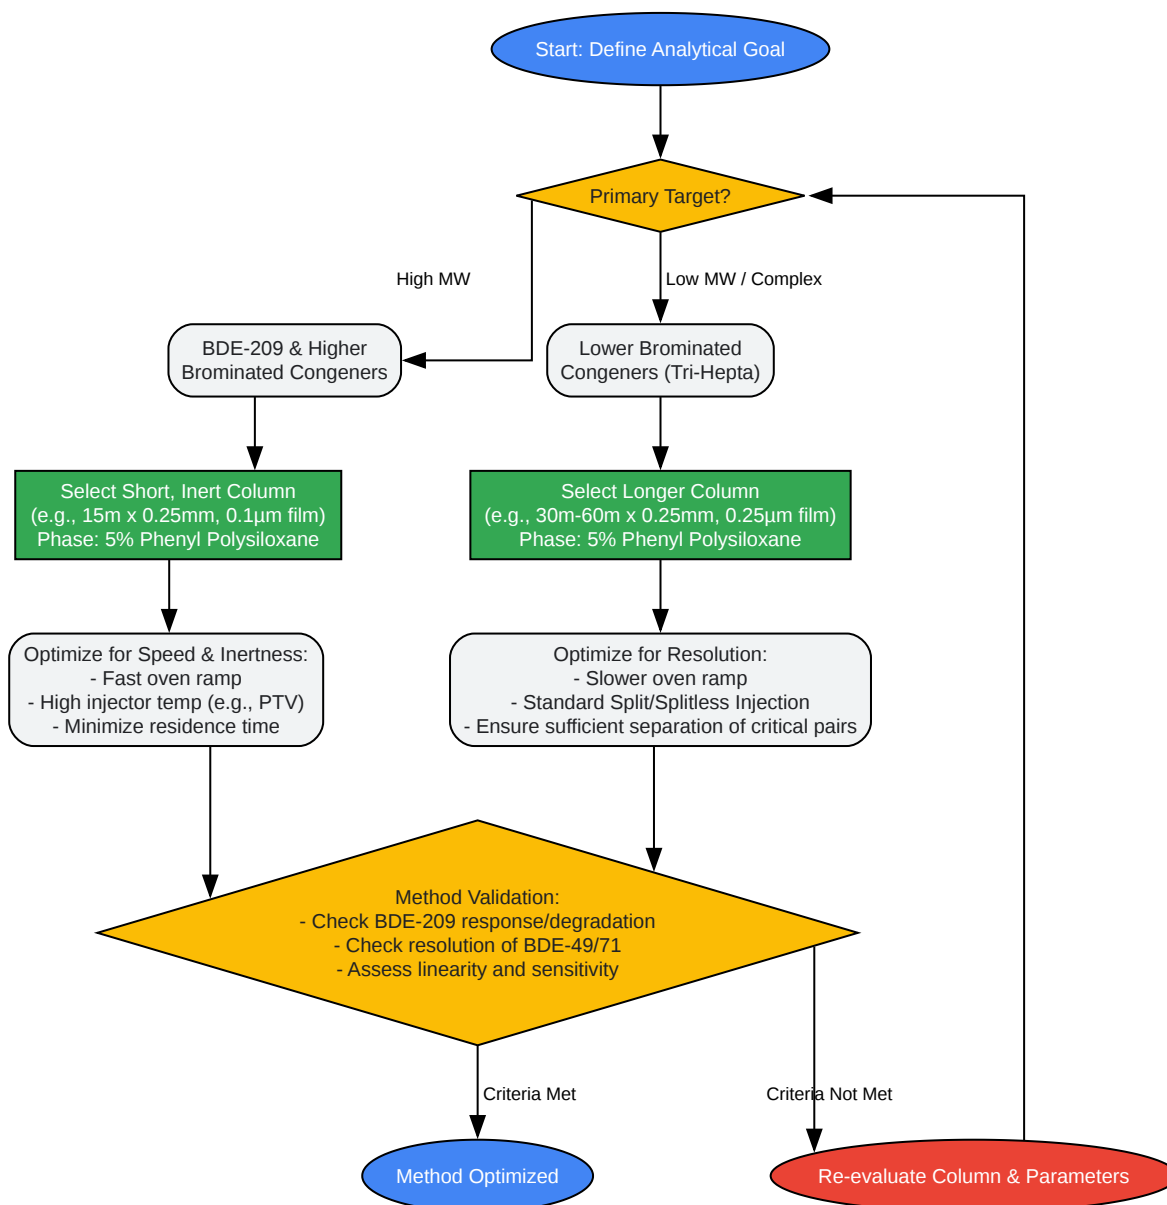 Start: Define Analytical Goal
Primary Target?
High MW
Low MW / Complex
BDE-209 & Higher
Brominated Congeners
Lower Brominated
Congeners (Tri-Hepta)
Select Short, Inert Column
(e.g., 15m x 0.25mm, 0.1µm film)
Phase: 5% Phenyl Polysiloxane
Select Longer Column
(e.g., 30m-60m x 0.25mm, 0.25µm film)
Phase: 5% Phenyl Polysiloxane
Optimize for Speed & Inertness:
- Fast oven ramp
- High injector temp (e.g., PTV)
- Minimize residence time
Optimize for Resolution:
- Slower oven ramp
- Standard Split/Splitless Injection
- Ensure sufficient separation of critical pairs
Method Validation:
- Check BDE-209 response/degradation
- Check resolution of BDE-49/71
- Assess linearity and sensitivity
Criteria Met
Criteria Not Met
Method Optimized
Re-evaluate Column & Parameters